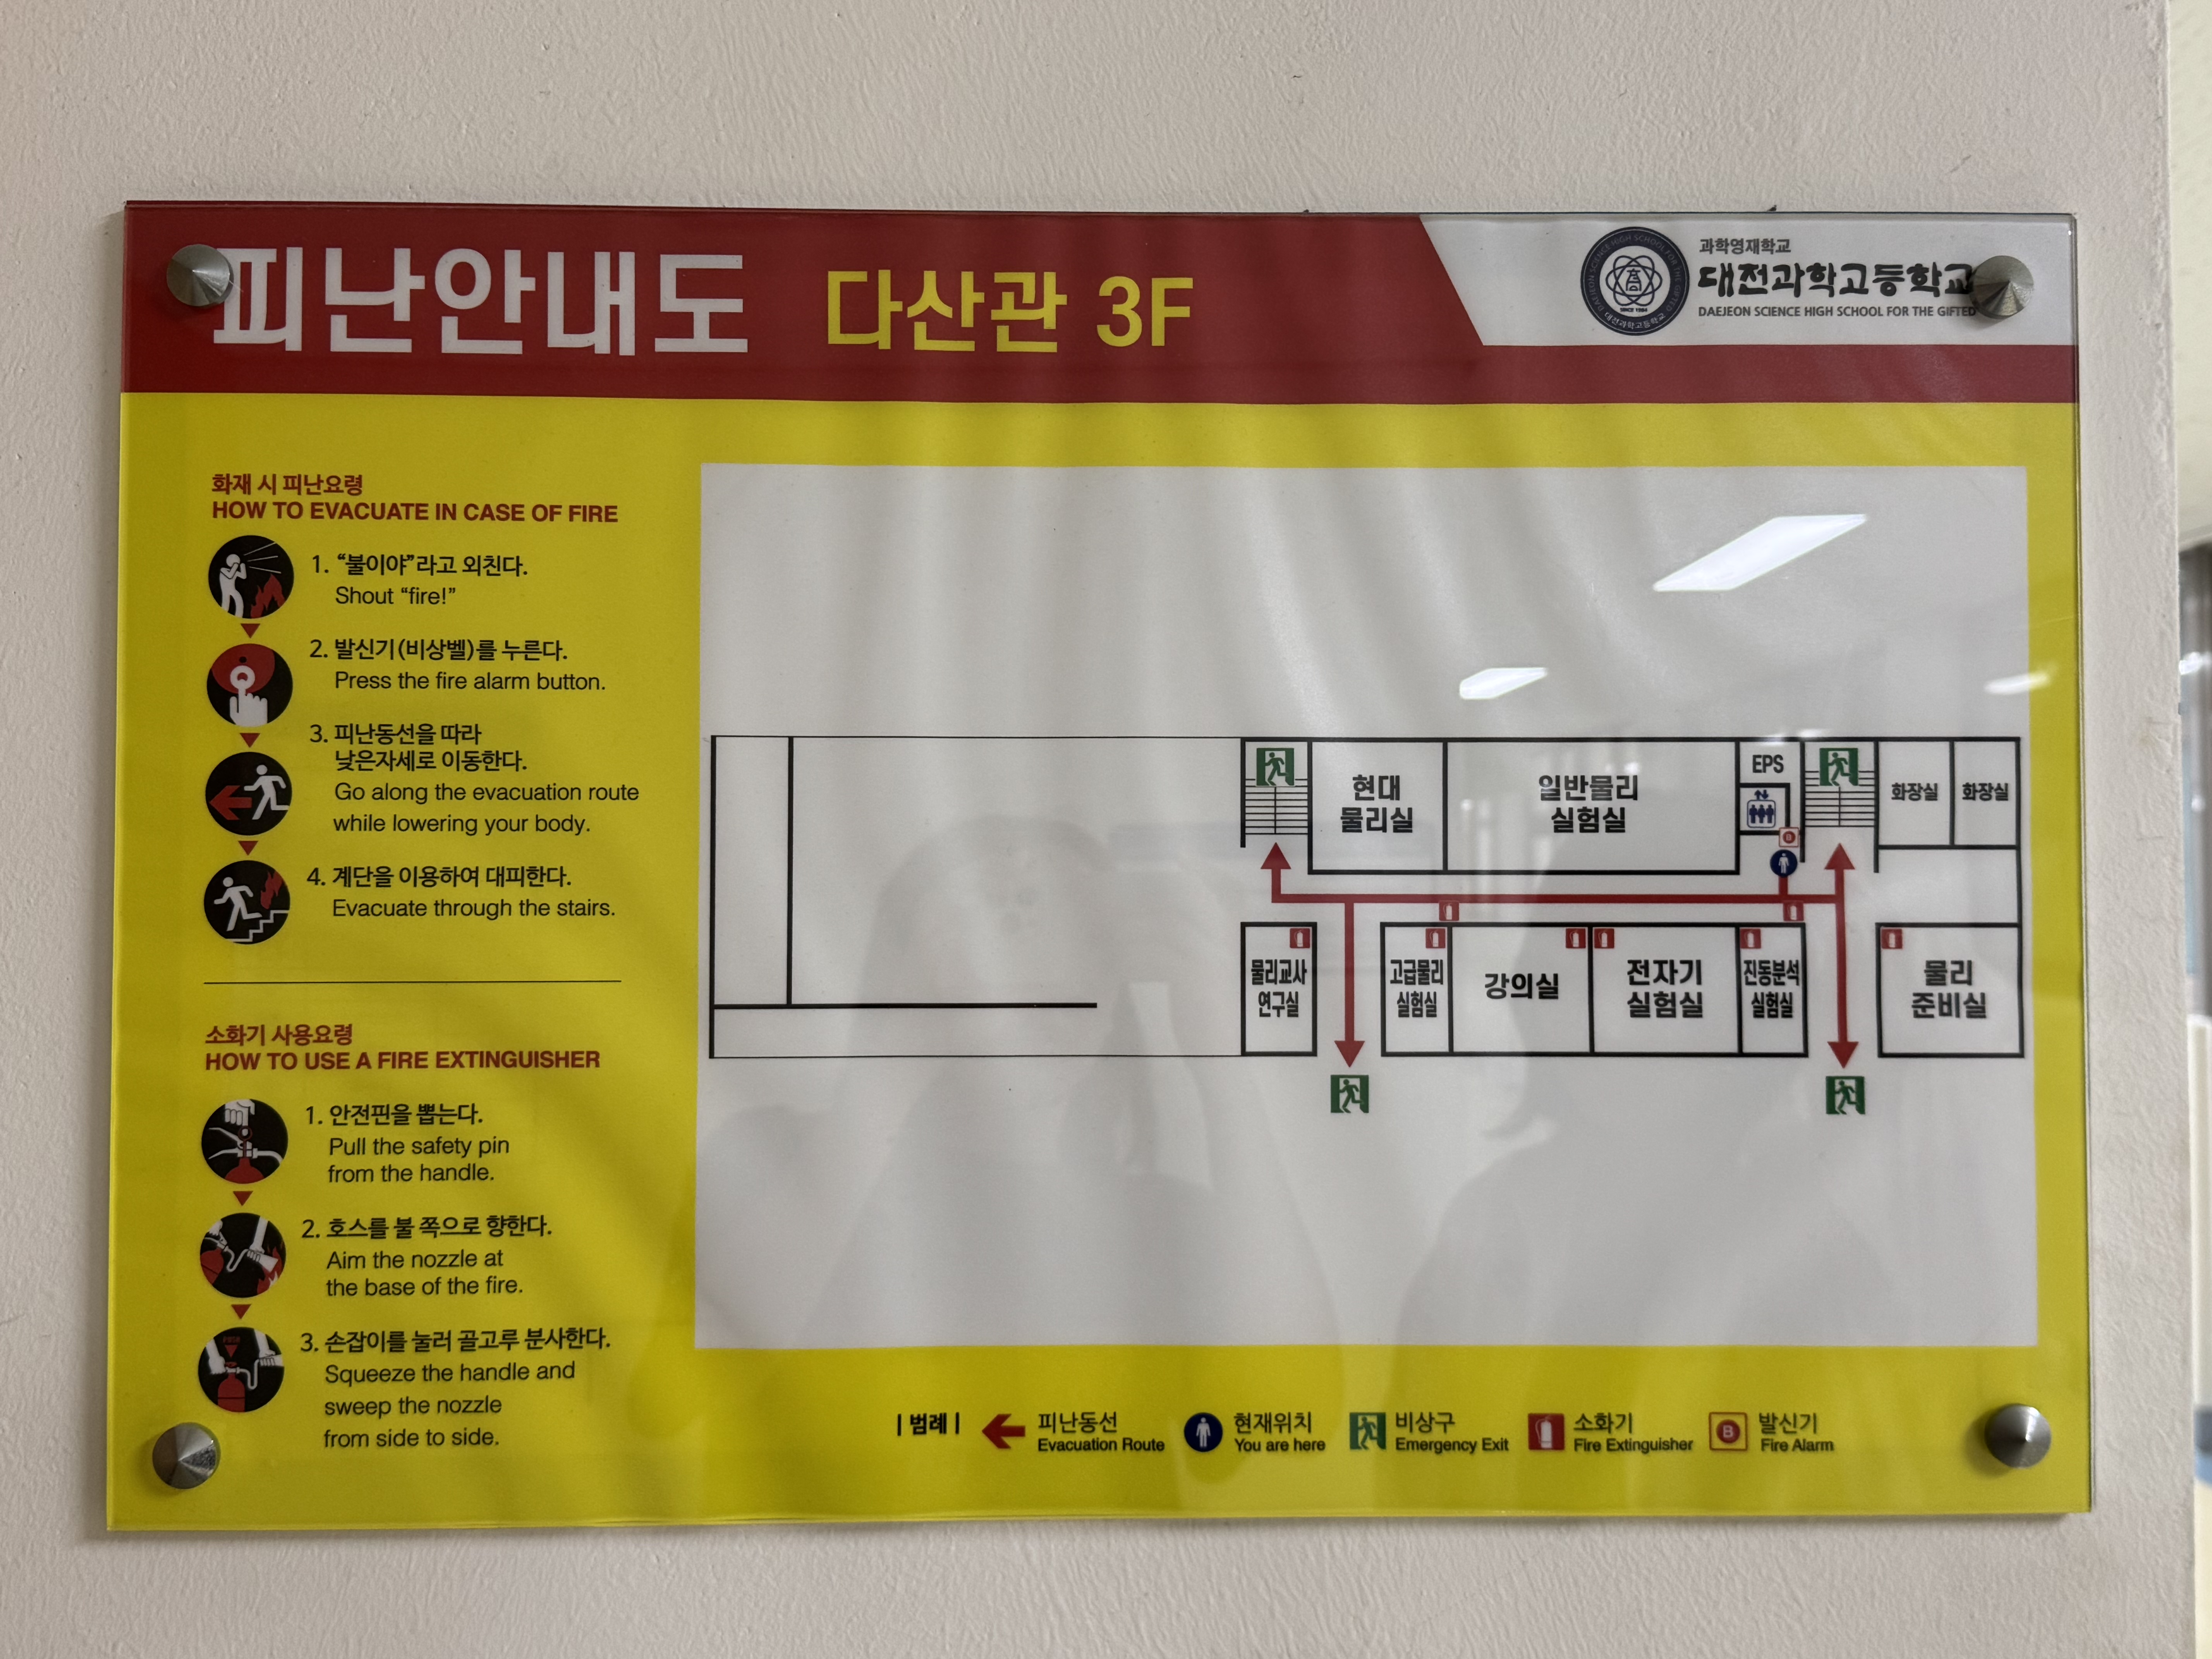 피난안내도 다산관 3F
과학영재학교
대전과학고등학교
DAEJEON SCIENCE HIGH SCHOOL FOR THE GIFTED
화재 시 피난요령
HOW TO EVACUATE IN CASE OF FIRE
1. “불이야”라고 외친다.
Shout “fire!”
2. 발신기(비상벨)를 누른다.
Press the fire alarm button.
3. 피난동선을 따라
낮은자세로 이동한다.
Go along the evacuation route
while lowering your body.
4. 계단을 이용하여 대피한다.
Evacuate through the stairs.
소화기 사용요령
HOW TO USE A FIRE EXTINGUISHER
1. 안전핀을 뽑는다.
Pull the safety pin
from the handle.
2. 호스를 불 쪽으로 향한다.
Aim the nozzle at
the base of the fire.
3. 손잡이를 눌러 골고루 분사한다.
Squeeze the handle and
sweep the nozzle
from side to side.
현대
물리실
일반물리
실험실
EPS
화장실
화장실
B
물리교사
연구실
고급물리
실험실
강의실
전자기
실험실
진동분석
실험실
물리
준비실
| 범례 |
피난동선
Evacuation Route
현재위치
You are here
비상구
Emergency Exit
소화기
Fire Extinguisher
B
발신기
Fire Alarm